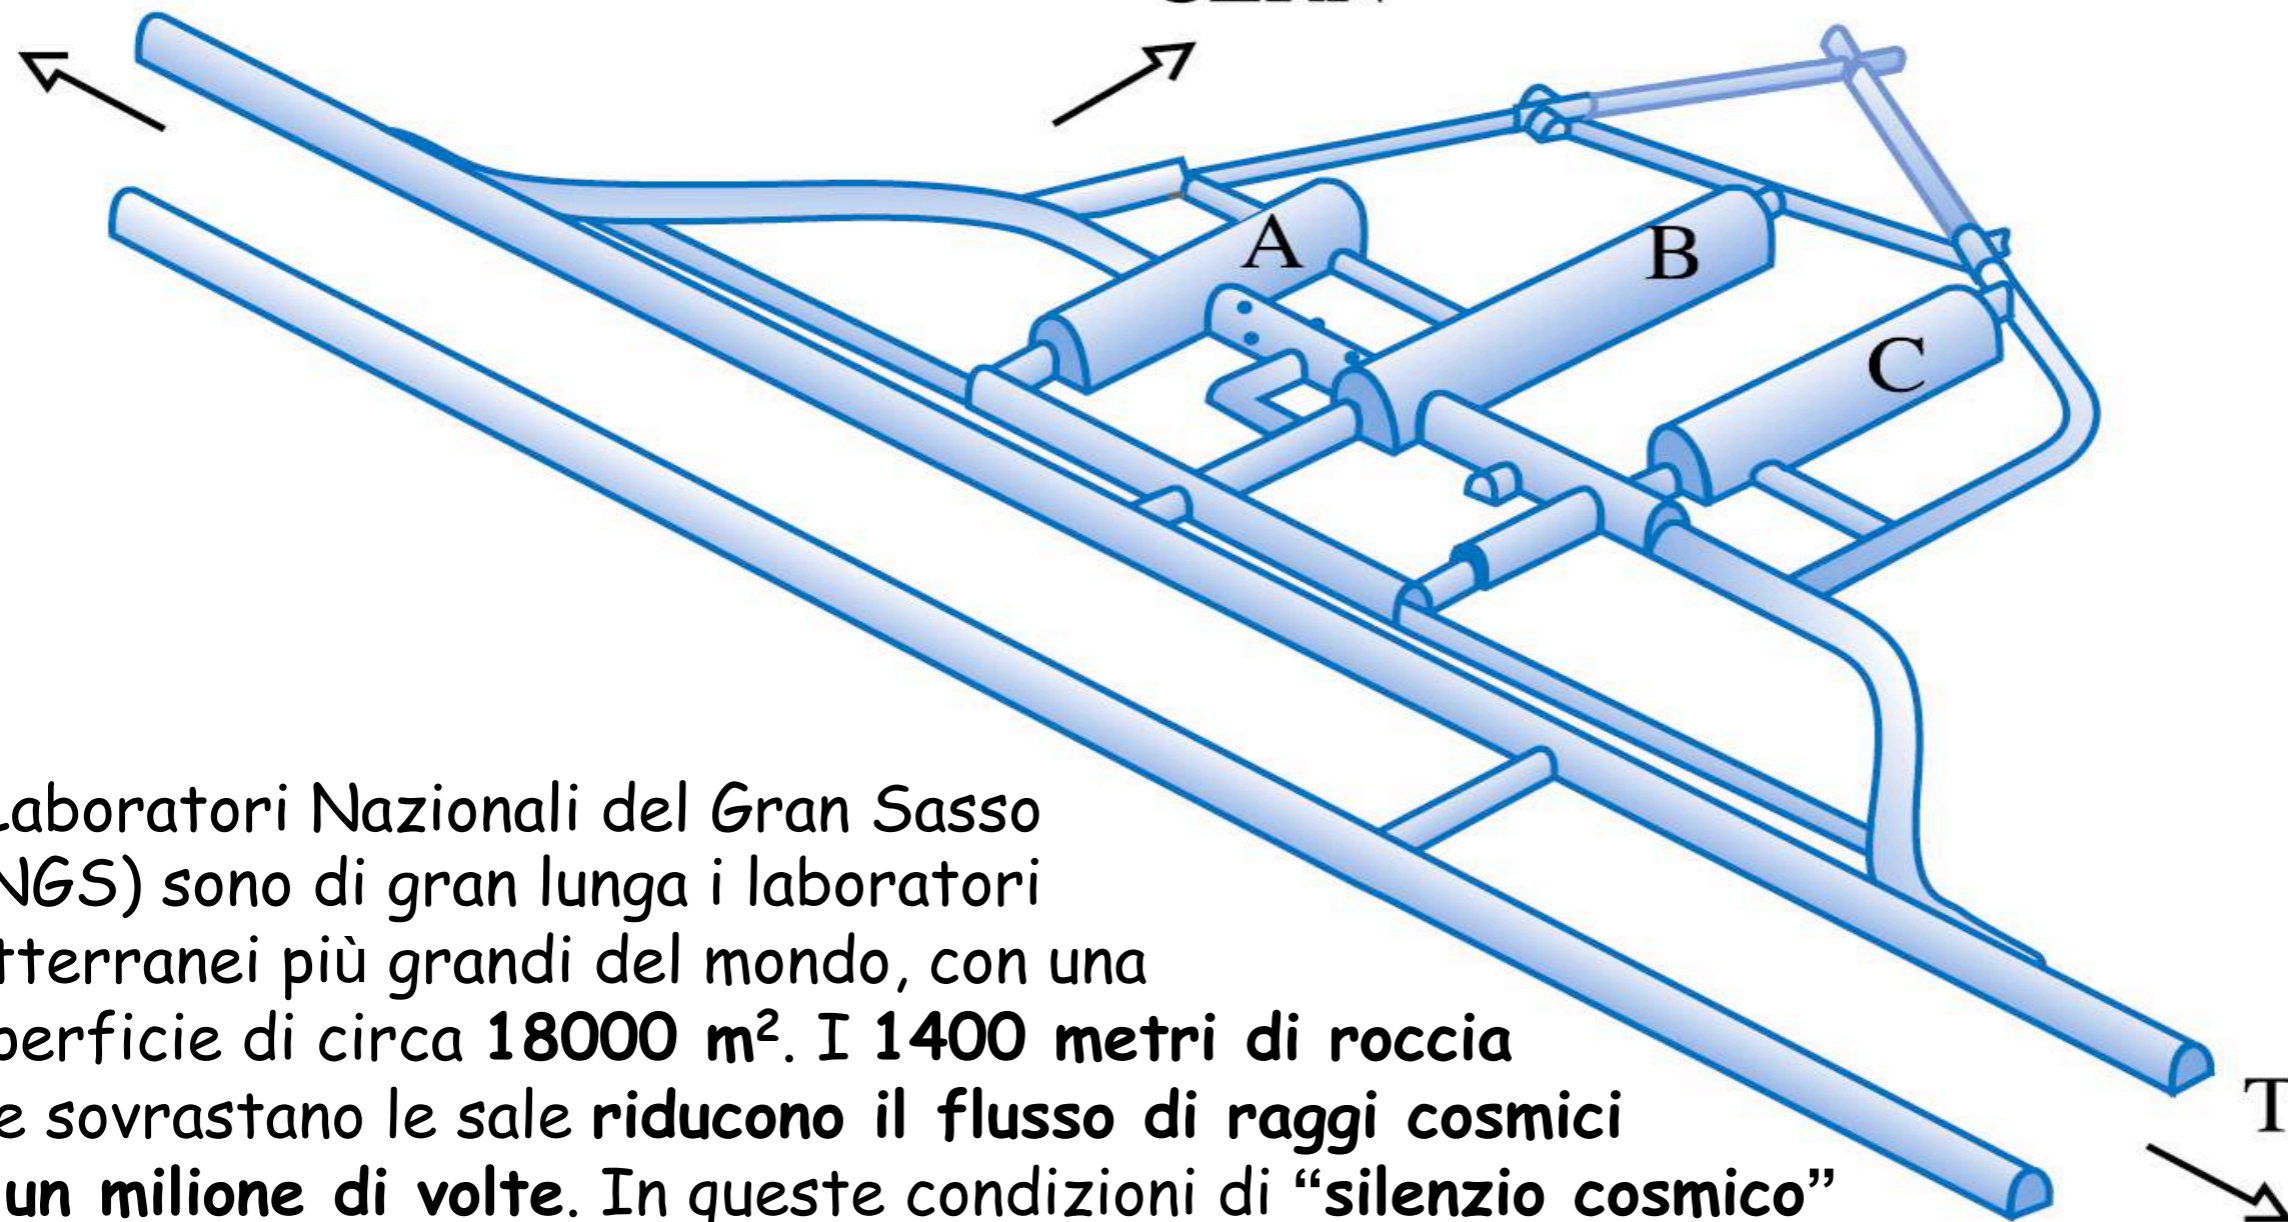 A
B
C
Laboratori Nazionali del Gran Sasso
NGS) sono di gran lunga i laboratori
tterranei più grandi del mondo, con una
perficie di circa 18000 m². I 1400 metri di roccia
e sovrastano le sale riducono il flusso di raggi cosmici
un milione di volte. In queste condizioni di “silenzio cosmico”
T